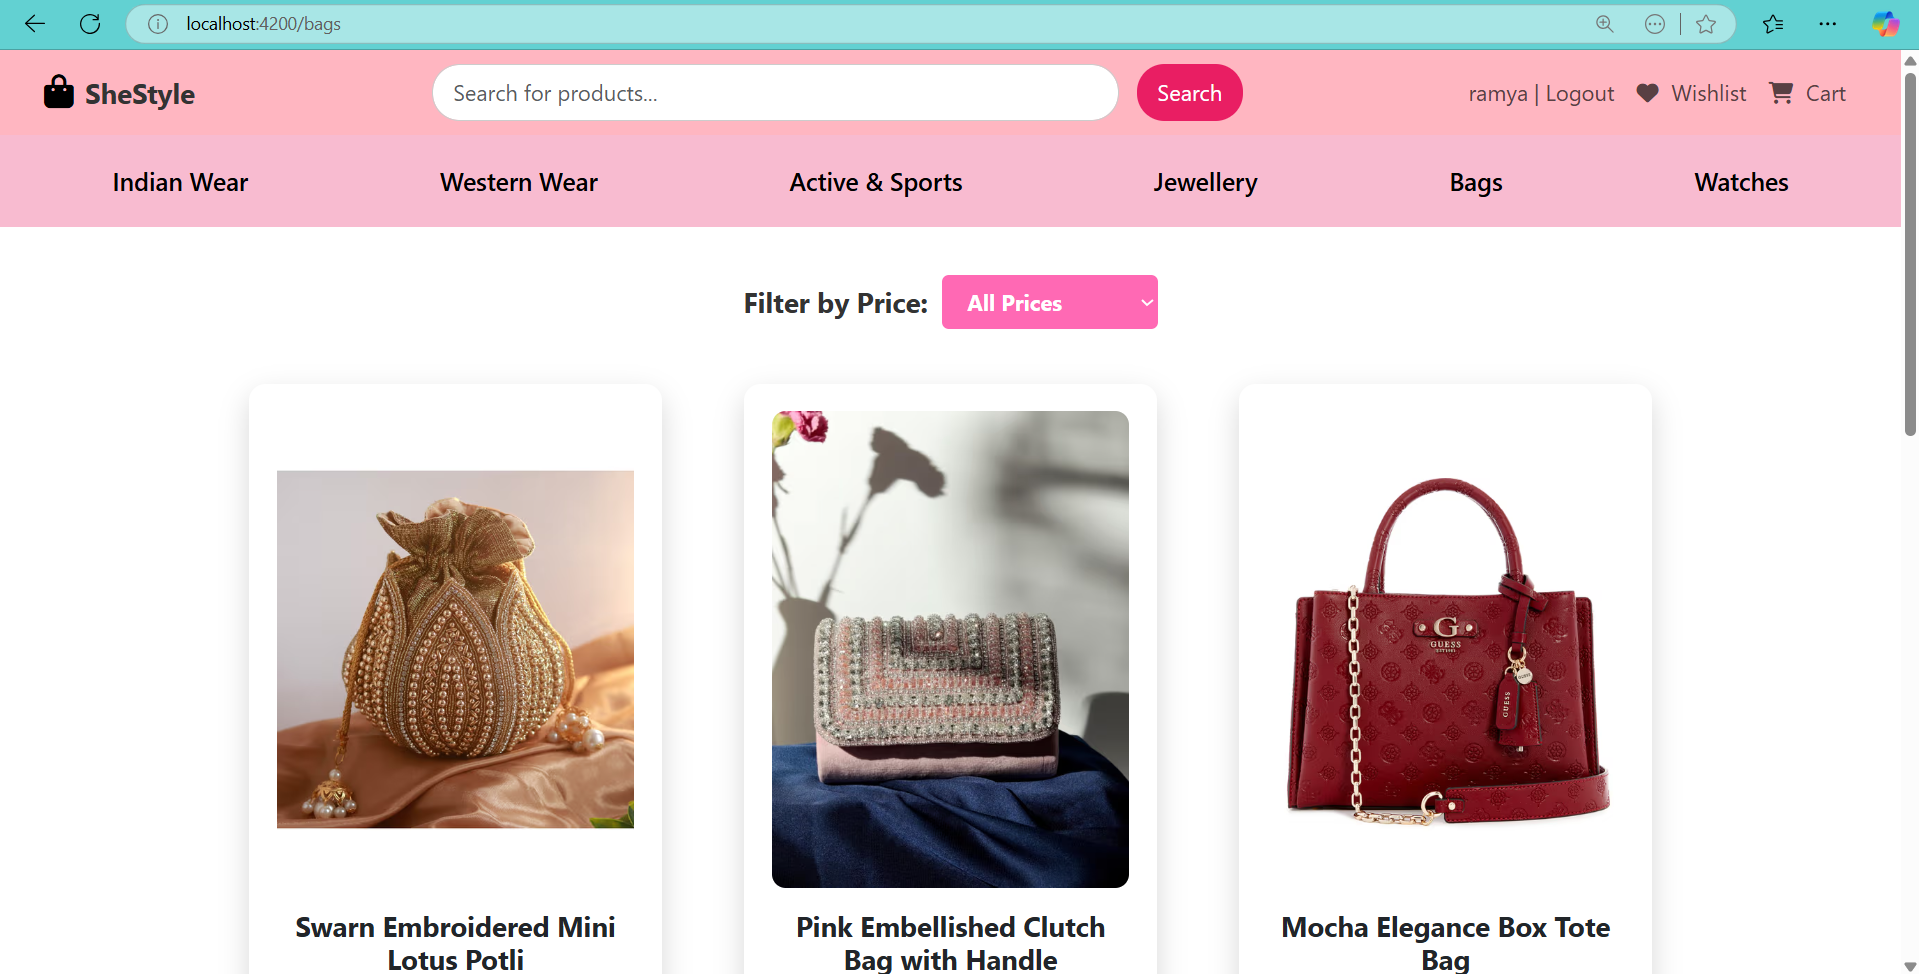 localhost:4200/bags
SheStyle
Search for products...
Search
ramya | Logout
Wishlist
Cart
Indian Wear
Western Wear
Active & Sports
Jewellery
Bags
Watches
Filter by Price:
All Prices
G
GUESS
GUESS
Swarn Embroidered Mini
Lotus Potli
Pink Embellished Clutch
Bag with Handle
Mocha Elegance Box Tote
Bag